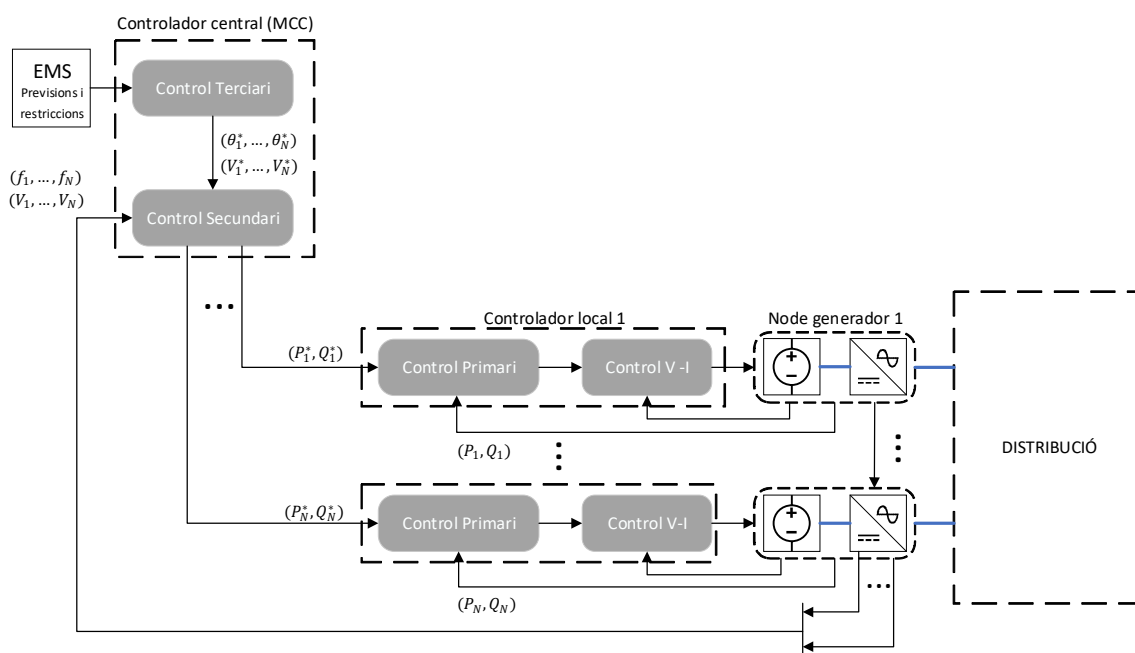 Controlador central (MCC)
EMS
Previsions i
restriccions
Control Terciari
(θ₁*, …, θ_N*)
(V₁*, …, V_N*)
(f₁, …, f_N)
(V₁, …, V_N)
Control Secundari
...
Controlador local 1
Node generador 1
(P₁*, Q₁*)
Control Primari
Control V -I
(P₁, Q₁)
DISTRIBUCIÓ
(P_N*, Q_N*)
Control Primari
Control V-I
(P_N, Q_N)
...